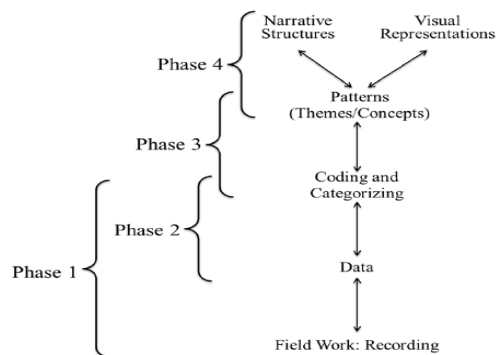 Narrative
Structures
Visual
Representations
Phase 4
Patterns
(Themes/Concepts)
Phase 3
Coding and
Categorizing
Phase 2
Phase 1
Data
Field Work: Recording